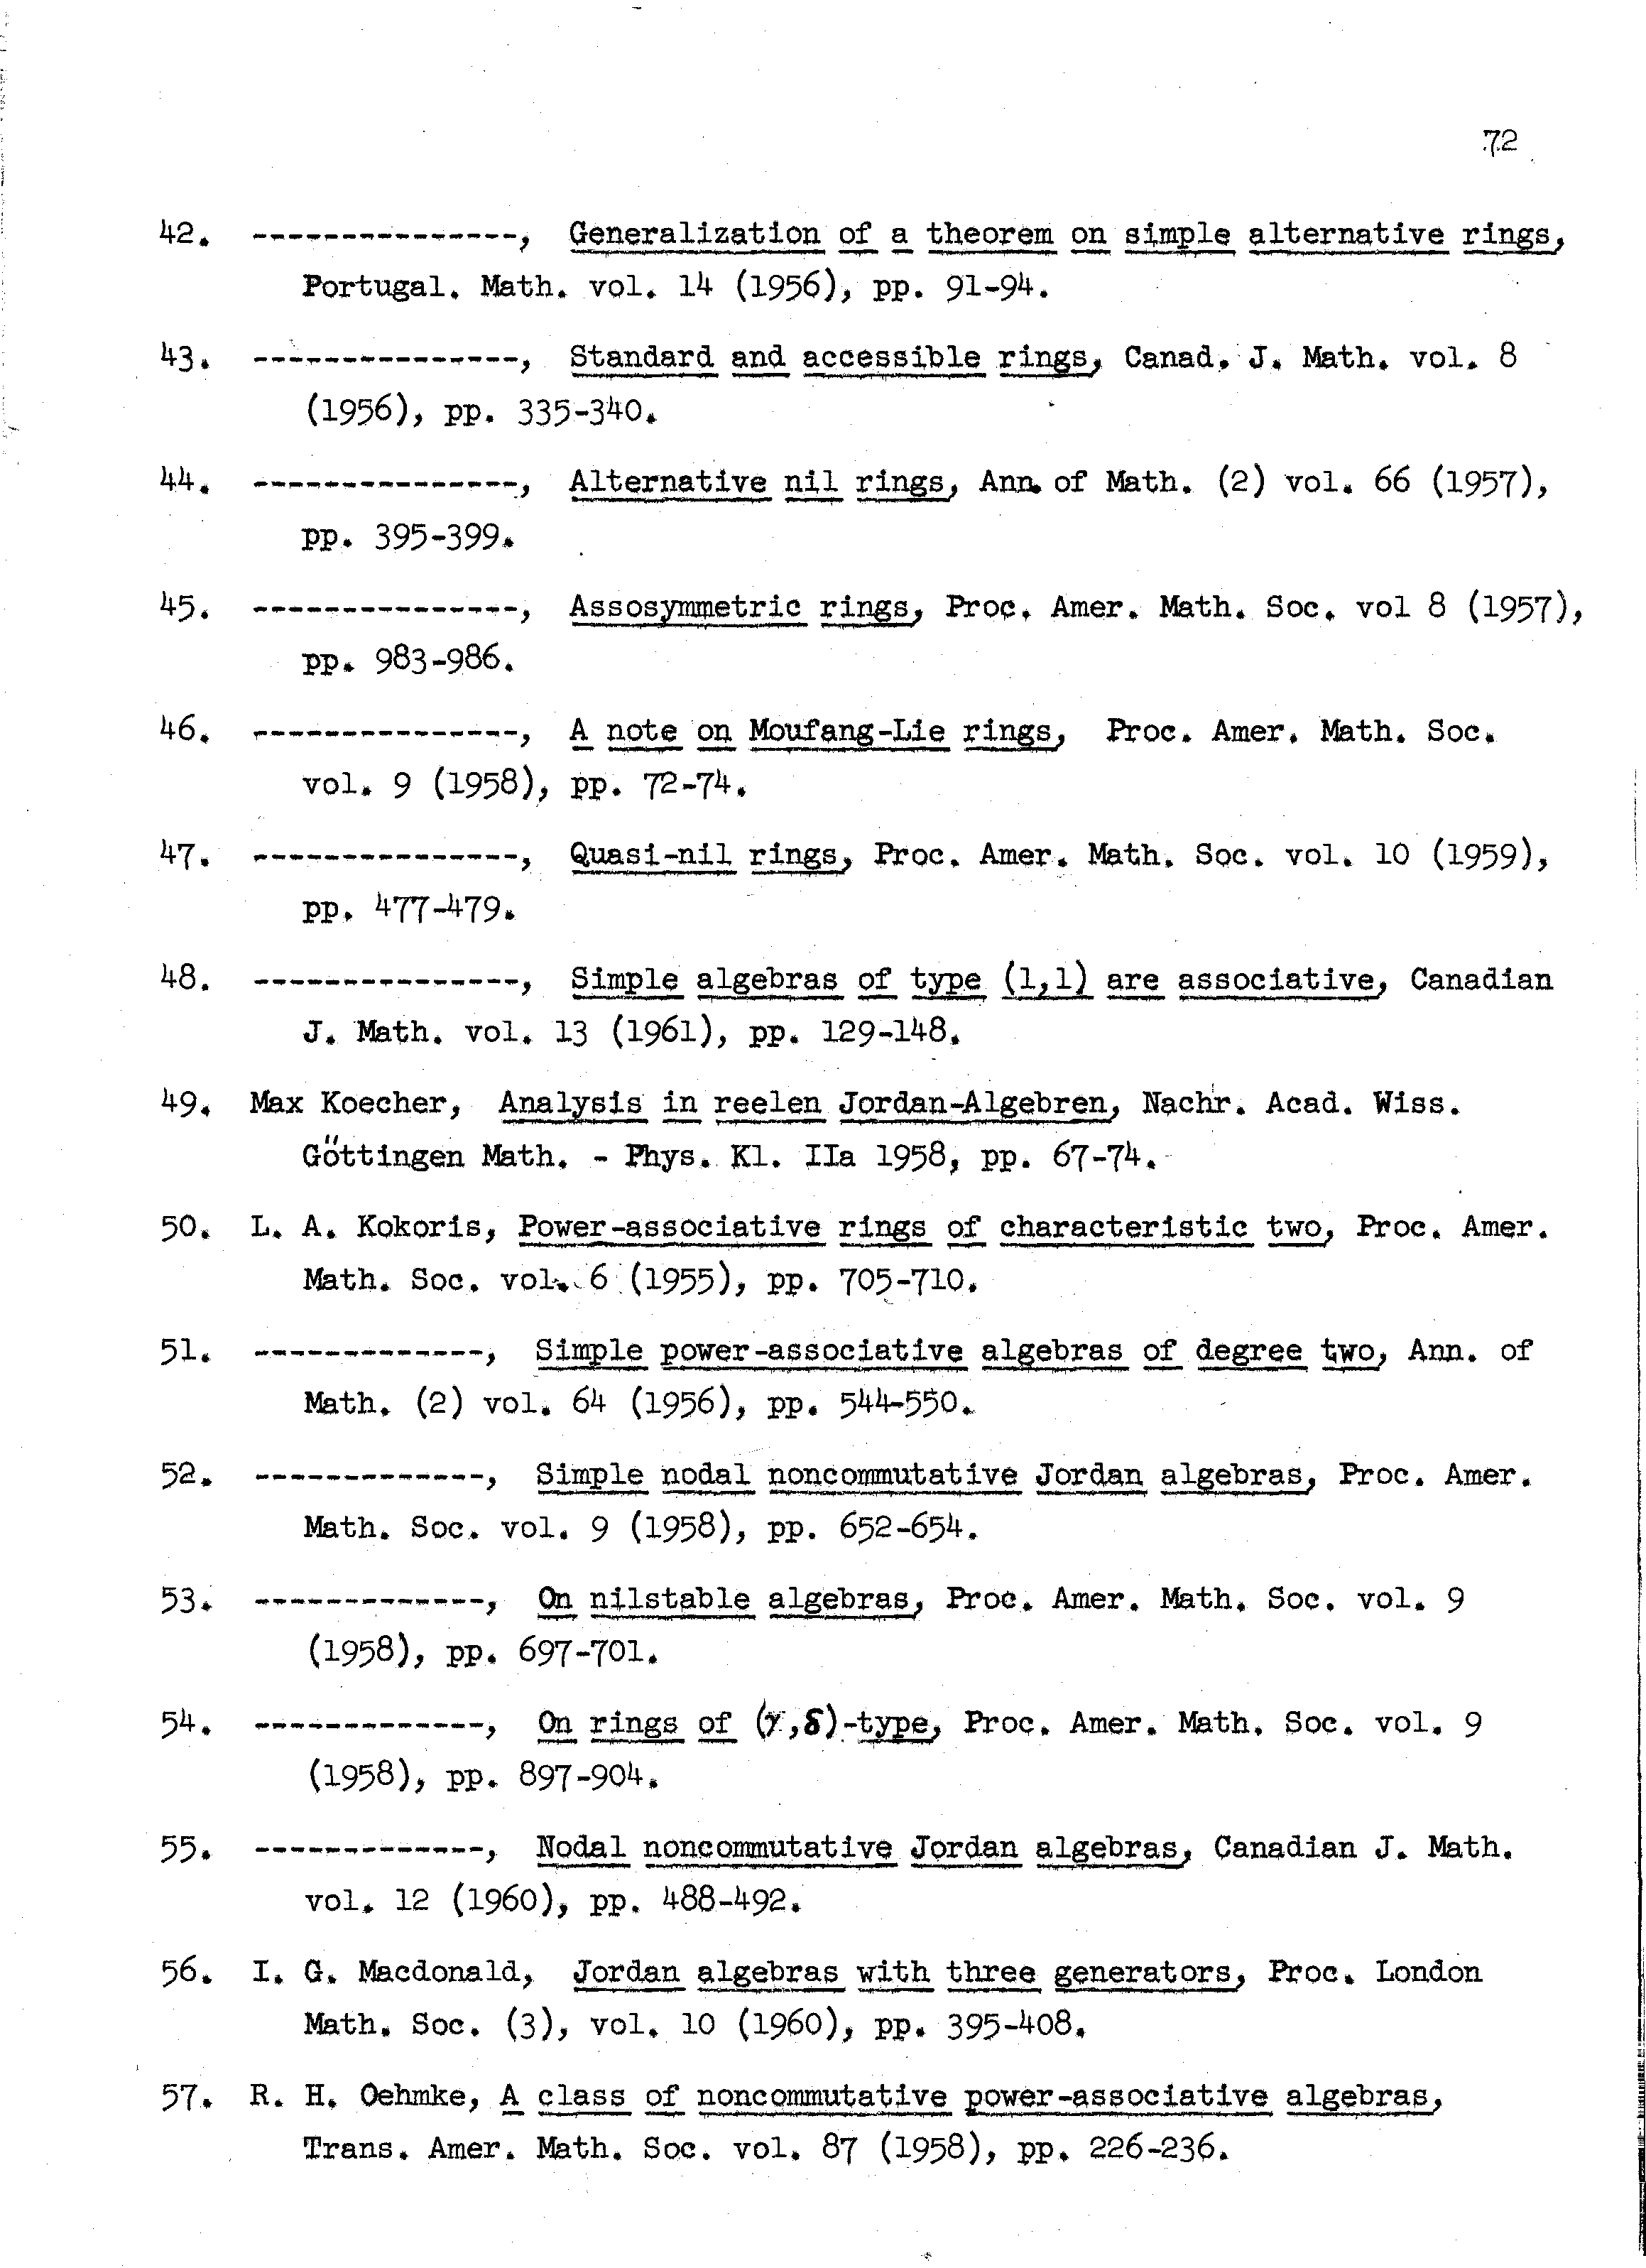 72
42. ---------------, Generalization of a theorem on simple alternative rings,
Portugal. Math. vol. 14 (1956), pp. 91-94.
43. ---------------, Standard and accessible rings, Canad. J. Math. vol. 8
(1956), pp. 335-340.
44. ---------------, Alternative nil rings, Ann. of Math. (2) vol. 66 (1957),
pp. 395-399.
45. ---------------, Assosymmetric rings, Proc. Amer. Math. Soc. vol 8 (1957),
pp. 983-986.
46. ---------------, A note on Moufang-Lie rings, Proc. Amer. Math. Soc.
vol. 9 (1958), pp. 72-74.
47. ---------------, Quasi-nil rings, Proc. Amer. Math. Soc. vol. 10 (1959),
pp. 477-479.
48. ---------------, Simple algebras of type (1,1) are associative, Canadian
J. Math. vol. 13 (1961), pp. 129-148.
49. Max Koecher, Analysis in reelen Jordan-Algebren, Nachr. Acad. Wiss.
Göttingen Math. - Phys. Kl. IIa 1958, pp. 67-74.
50. L. A. Kokoris, Power-associative rings of characteristic two, Proc. Amer.
Math. Soc. vol. 6 (1955), pp. 705-710.
51. -------------, Simple power-associative algebras of degree two, Ann. of
Math. (2) vol. 64 (1956), pp. 544-550.
52. -------------, Simple nodal noncommutative Jordan algebras, Proc. Amer.
Math. Soc. vol. 9 (1958), pp. 652-654.
53. -------------, On nilstable algebras, Proc. Amer. Math. Soc. vol. 9
(1958), pp. 697-701.
54. -------------, On rings of (γ,δ)-type, Proc. Amer. Math. Soc. vol. 9
(1958), pp. 897-904.
55. -------------, Nodal noncommutative Jordan algebras, Canadian J. Math.
vol. 12 (1960), pp. 488-492.
56. I. G. Macdonald, Jordan algebras with three generators, Proc. London
Math. Soc. (3), vol. 10 (1960), pp. 395-408.
57. R. H. Oehmke, A class of noncommutative power-associative algebras,
Trans. Amer. Math. Soc. vol. 87 (1958), pp. 226-236.